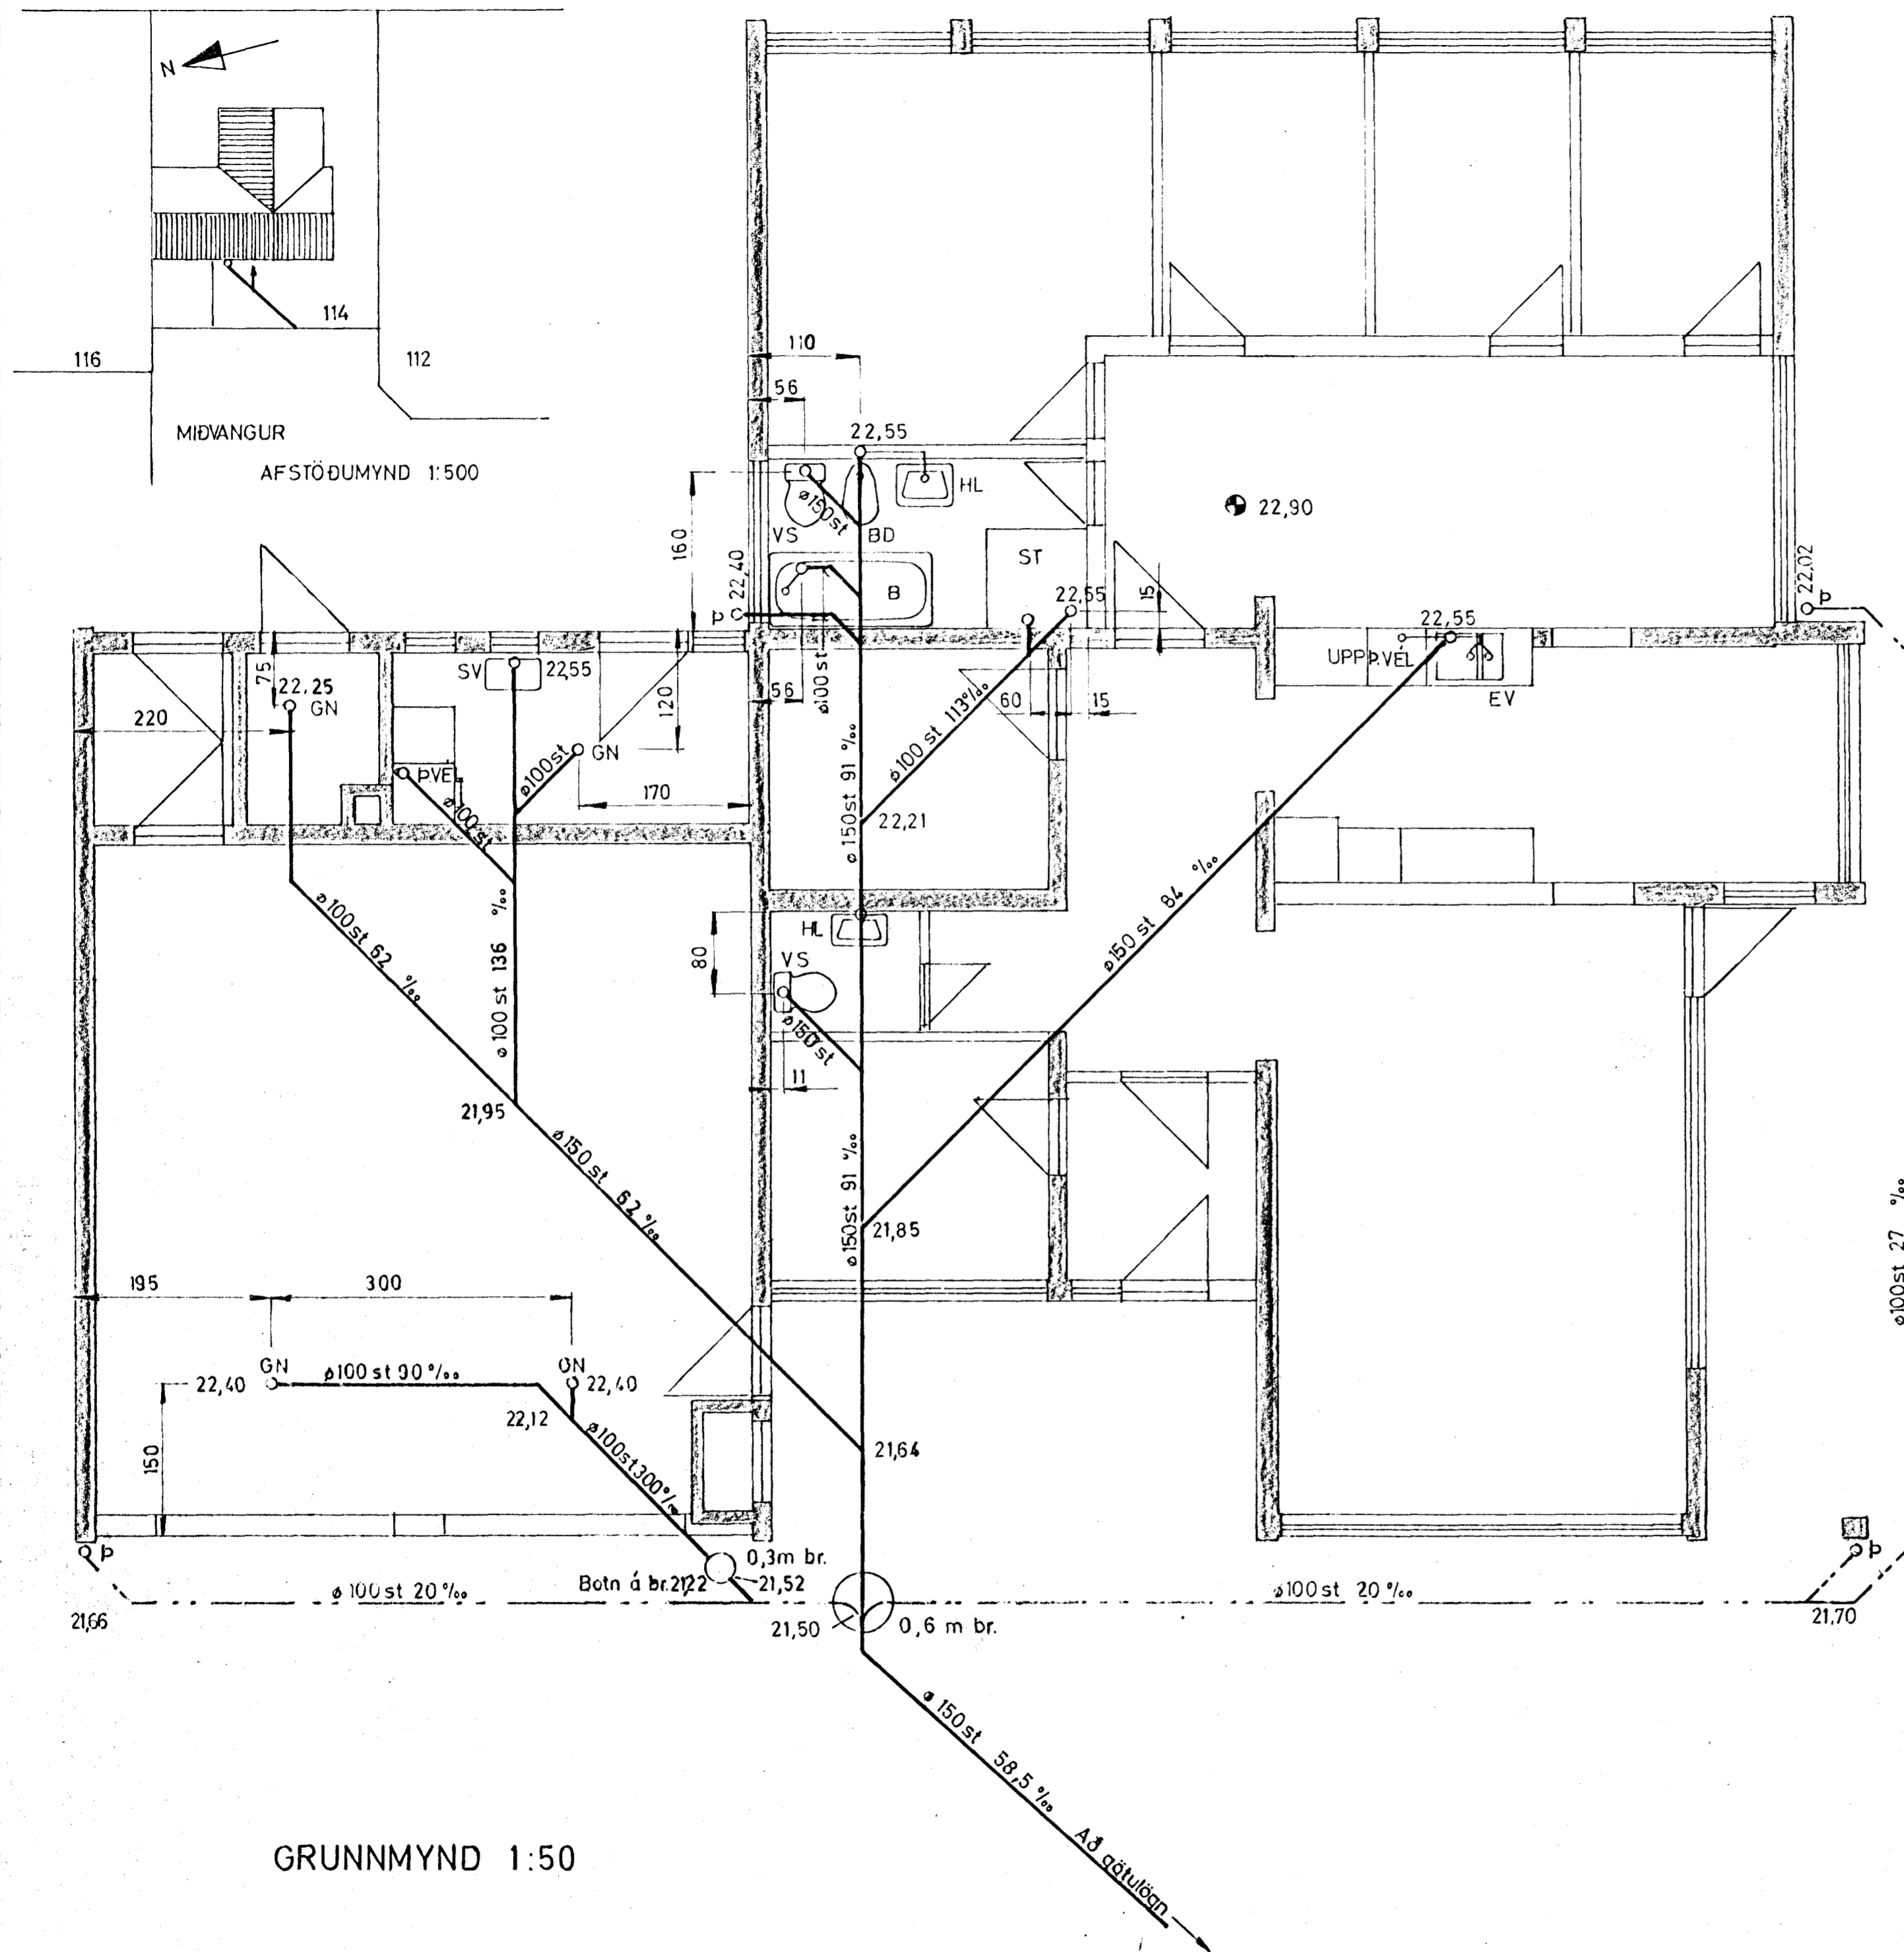 N
114
116
112
MIÐVANGUR
AFSTÖÐUMYND 1:500
110
56
22,55
HL
ø150st
VS
BD
160
22,40
Þ
B
ST
22,55
15
22,90
22,02
Þ
22,55
UPPÞ.VEL
EV
75
22,25
GN
220
SV
22,55
120
GN
ø100st
170
Þ.VE
ø100st
56
ø100st
ø150st 91 ‰
ø100 st 113‰
60
15
22,21
ø150 st 84 ‰
ø100st 62 ‰
ø100 st 136 ‰
HL
80
VS
ø150st
11
21,95
ø150 st 62 ‰
ø150st 91 ‰
21,85
ø100st 27 ‰
195
300
GN
22,40
ø100 st 90 ‰
GN
22,40
22,12
ø100st 300‰
150
21,64
Þ
0,3m br.
Botn á br. 21,22
21,52
ø100 st 20 ‰
21,66
21,50
0,6 m br.
ø100 st 20 ‰
Þ
21,70
ø150 st 58,5 ‰
Að götulögn
GRUNNMYND 1:50